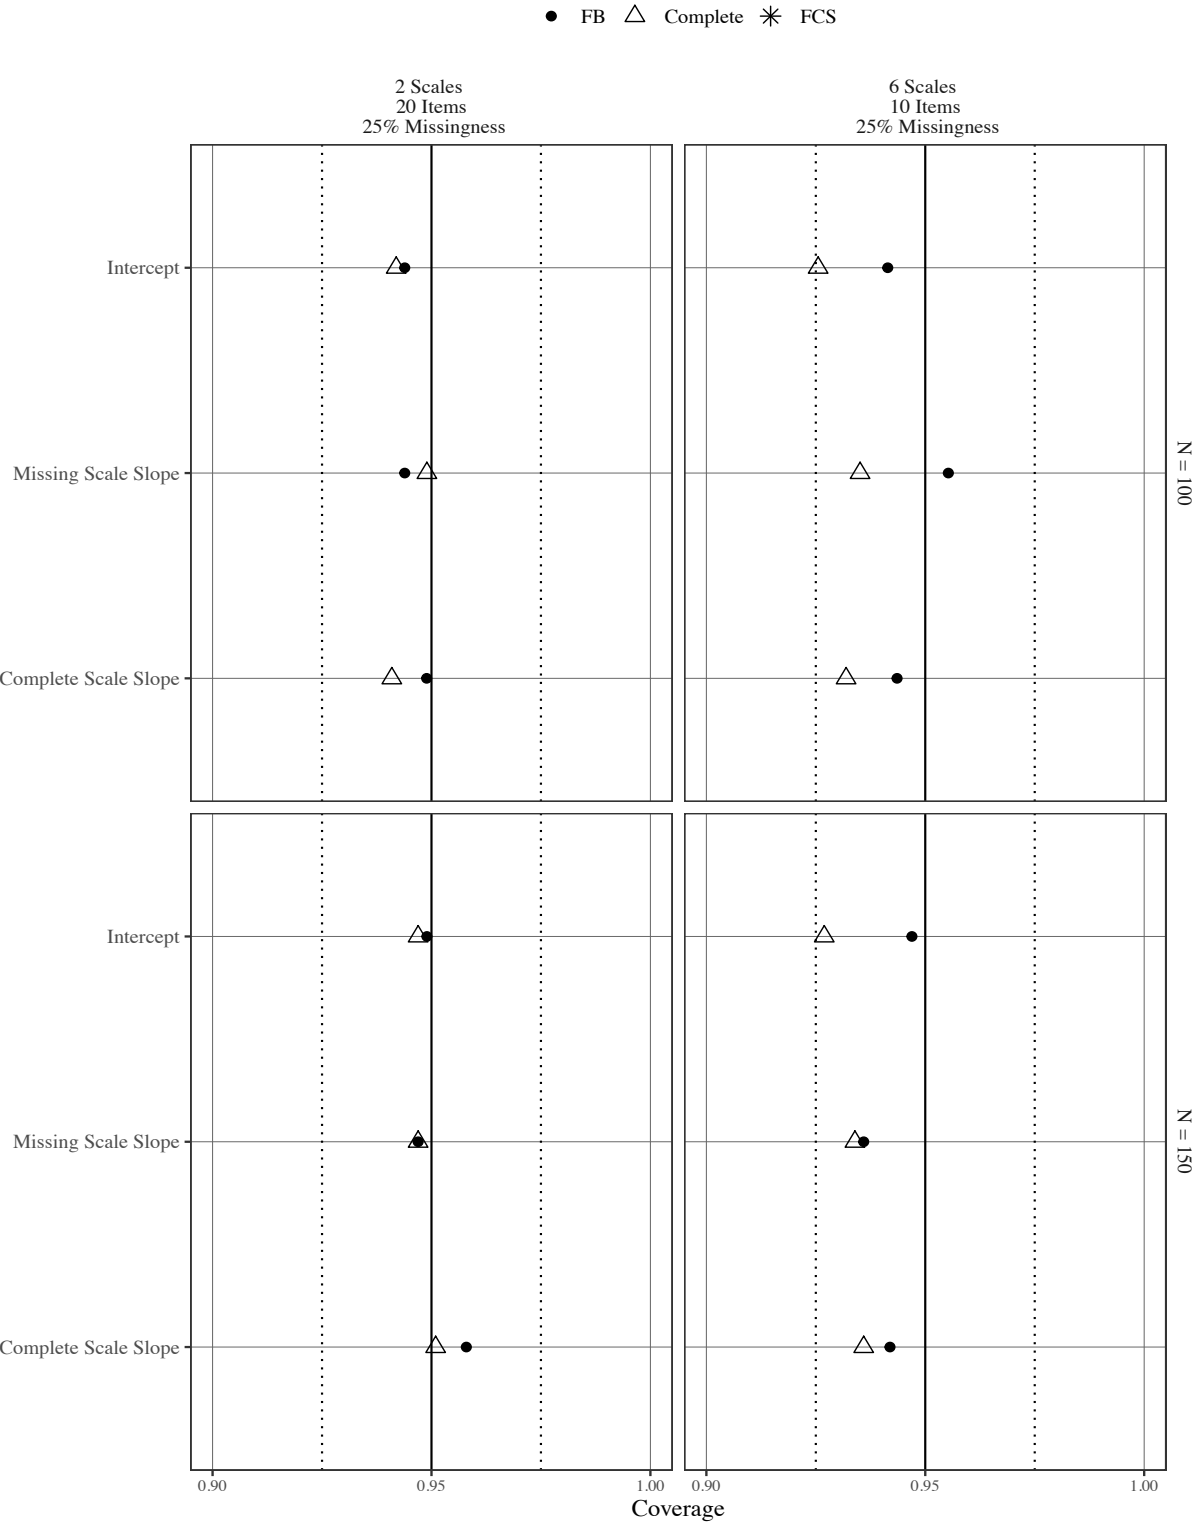 FB Complete FCS
2 Scales
20 Items
25% Missingness
6 Scales
10 Items
25% Missingness
Intercept
Missing Scale Slope
Complete Scale Slope
N = 100
Intercept
Missing Scale Slope
Complete Scale Slope
N = 150
0.90 0.95 1.00
0.90 0.95 1.00
Coverage